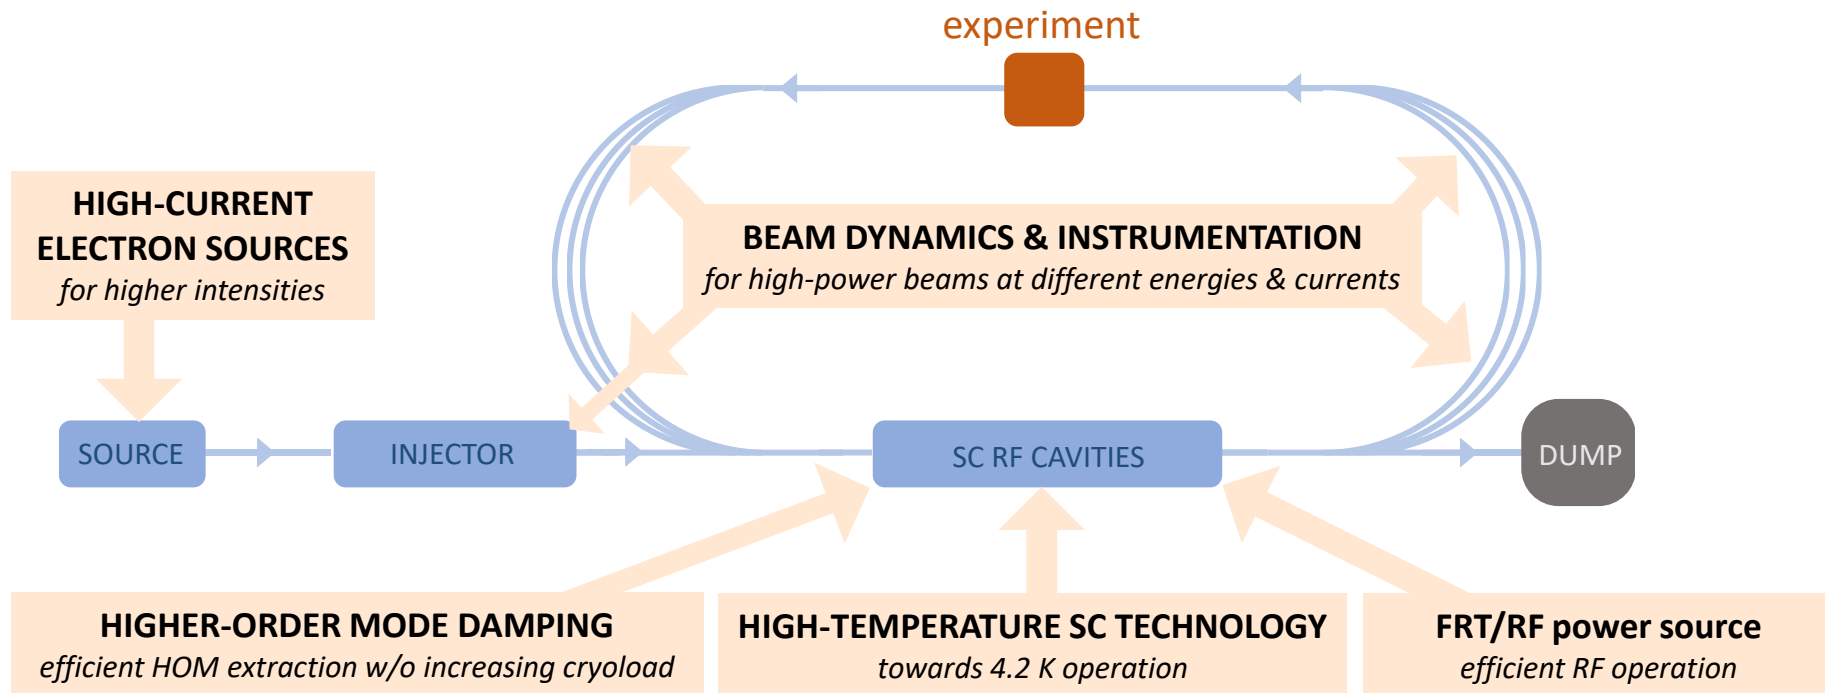 experiment
HIGH-CURRENT
ELECTRON SOURCES
for higher intensities
BEAM DYNAMICS & INSTRUMENTATION
for high-power beams at different energies & currents
SOURCE
INJECTOR
SC RF CAVITIES
DUMP
HIGHER-ORDER MODE DAMPING
efficient HOM extraction w/o increasing cryoload
HIGH-TEMPERATURE SC TECHNOLOGY
towards 4.2 K operation
FRT/RF power source
efficient RF operation